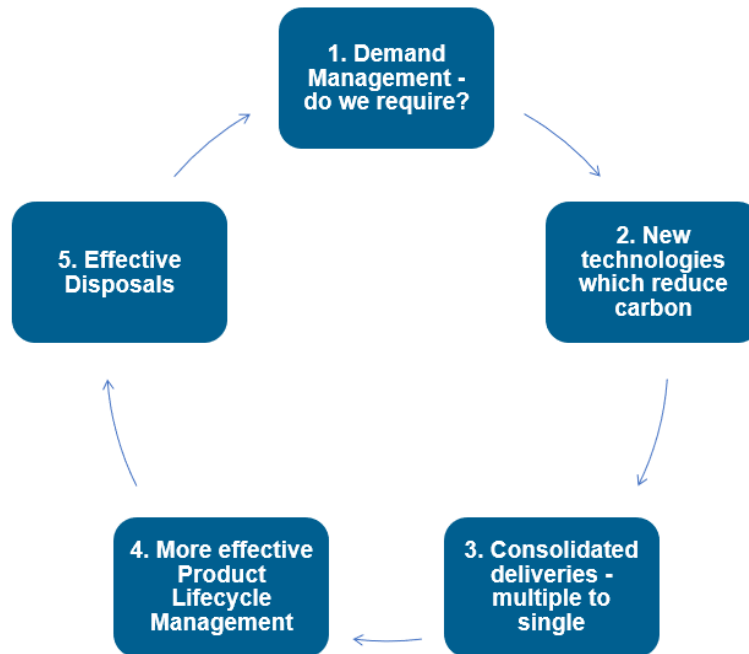 1. Demand
Management -
do we require?
2. New
technologies
which reduce
carbon
3. Consolidated
deliveries -
multiple to
single
4. More effective
Product
Lifecycle
Management
5. Effective
Disposals